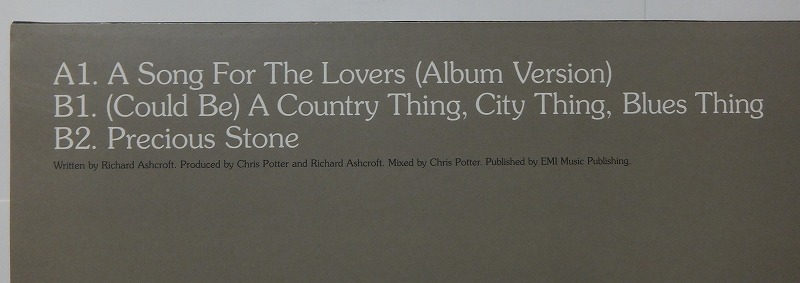 A1. A Song For The Lovers (Album Version)
B1. (Could Be) A Country Thing, City Thing, Blues Thing
B2. Precious Stone
Written by Richard Ashcroft. Produced by Chris Potter and Richard Ashcroft. Mixed by Chris Potter. Published by EMI Music Publishing.